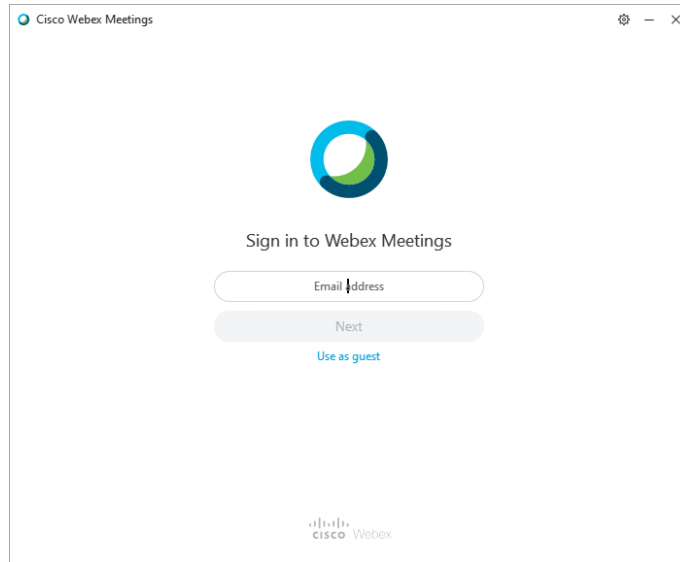 Cisco Webex Meetings
Sign in to Webex Meetings
Email address
Next
Use as guest
cisco Webex